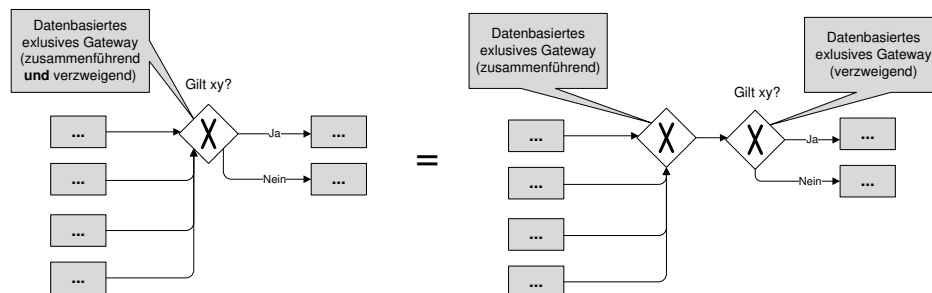 Datenbasiertes
exlusives Gateway
(zusammenführend
und verzweigend)
Gilt xy?
...
...
...
...
Ja
...
Nein
...
=
Datenbasiertes
exlusives Gateway
(zusammenführend)
Datenbasiertes
exlusives Gateway
(verzweigend)
Gilt xy?
...
...
...
...
Ja
...
Nein
...